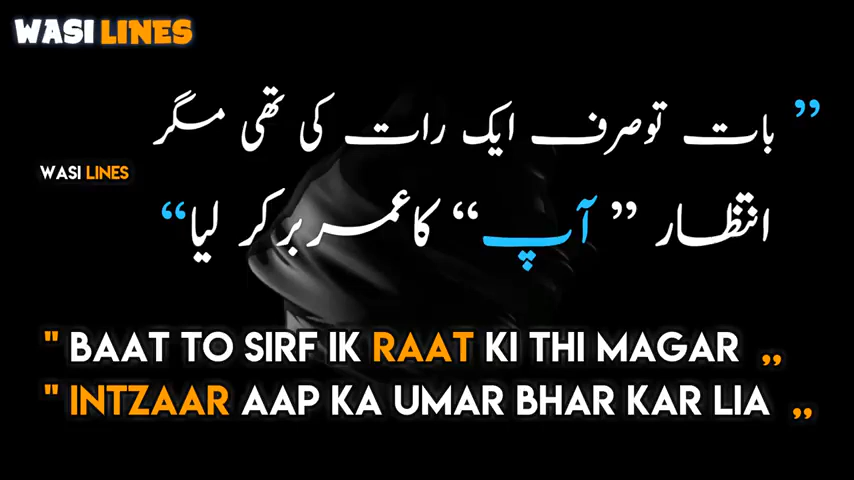 WASI LINES
” بات تو صرف ایک رات کی تھی مگر
WASI LINES
انتظار ” آپ “ کا عمر بر کر لیا “
" BAAT TO SIRF IK RAAT KI THI MAGAR „
" INTZAAR AAP KA UMAR BHAR KAR LIA „